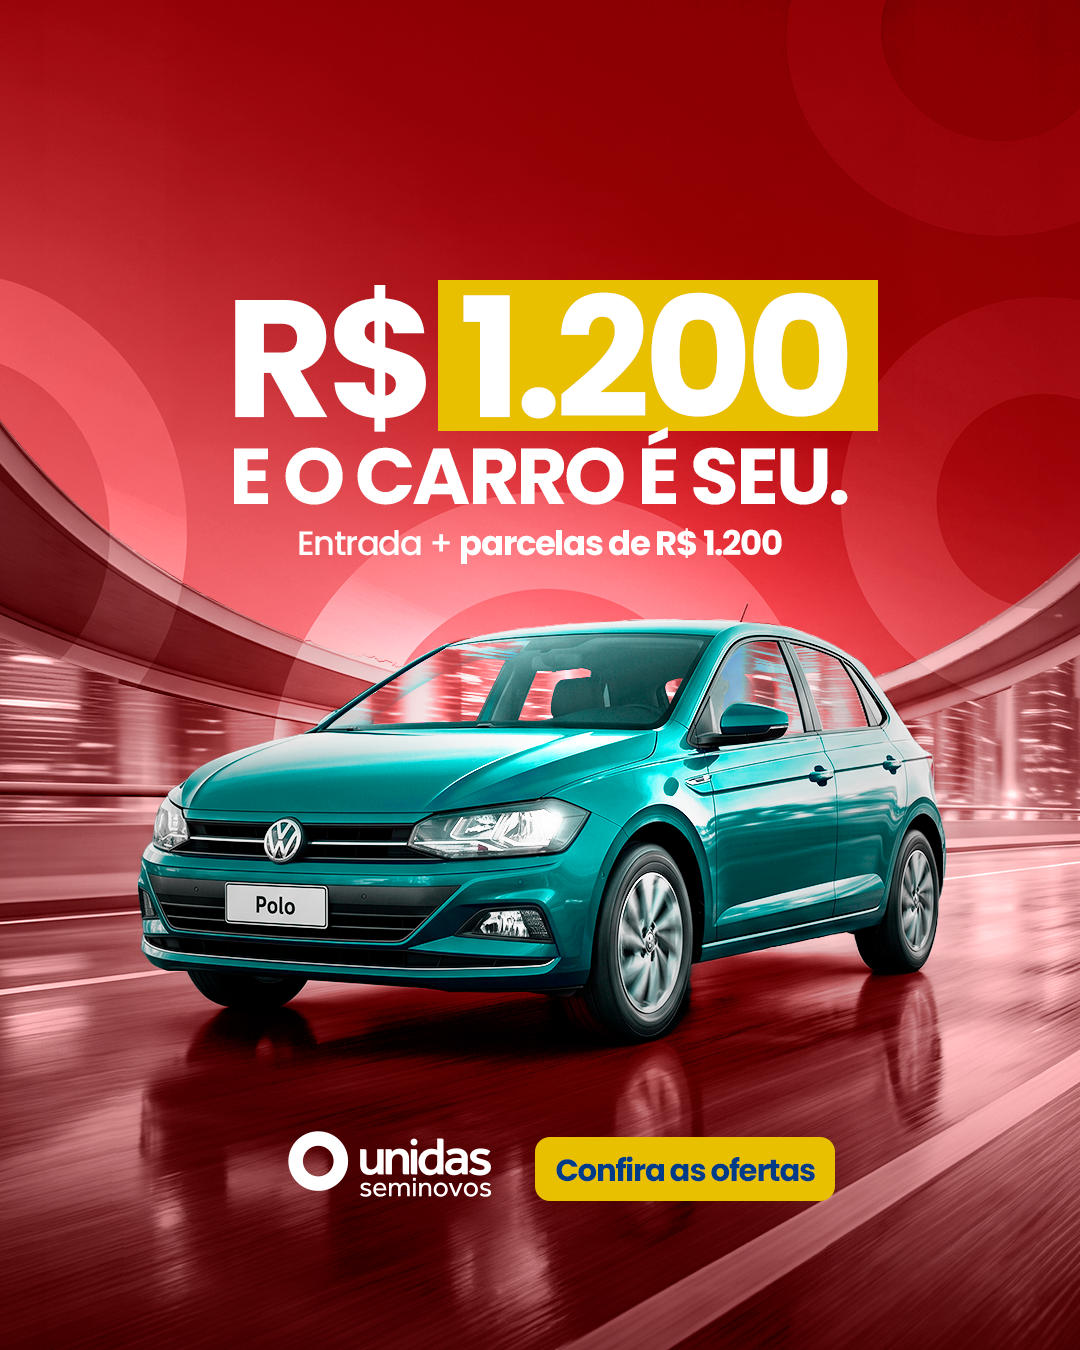 R$ 1.200
E O CARRO É SEU.
Entrada + parcelas de R$ 1.200
Polo
unidas
seminovos
Confira as ofertas